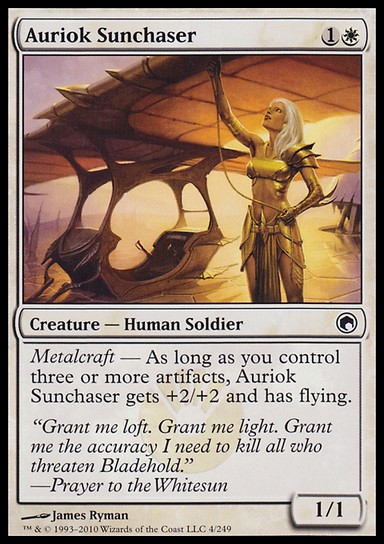 Auriok Sunchaser 1
Creature — Human Soldier
Metalcraft — As long as you control
three or more artifacts, Auriok
Sunchaser gets +2/+2 and has flying.
“Grant me loft. Grant me light. Grant
me the accuracy I need to kill all who
threaten Bladehold.”
—Prayer to the Whitesun
1/1
James Ryman
™ & © 1993–2010 Wizards of the Coast LLC 4/249